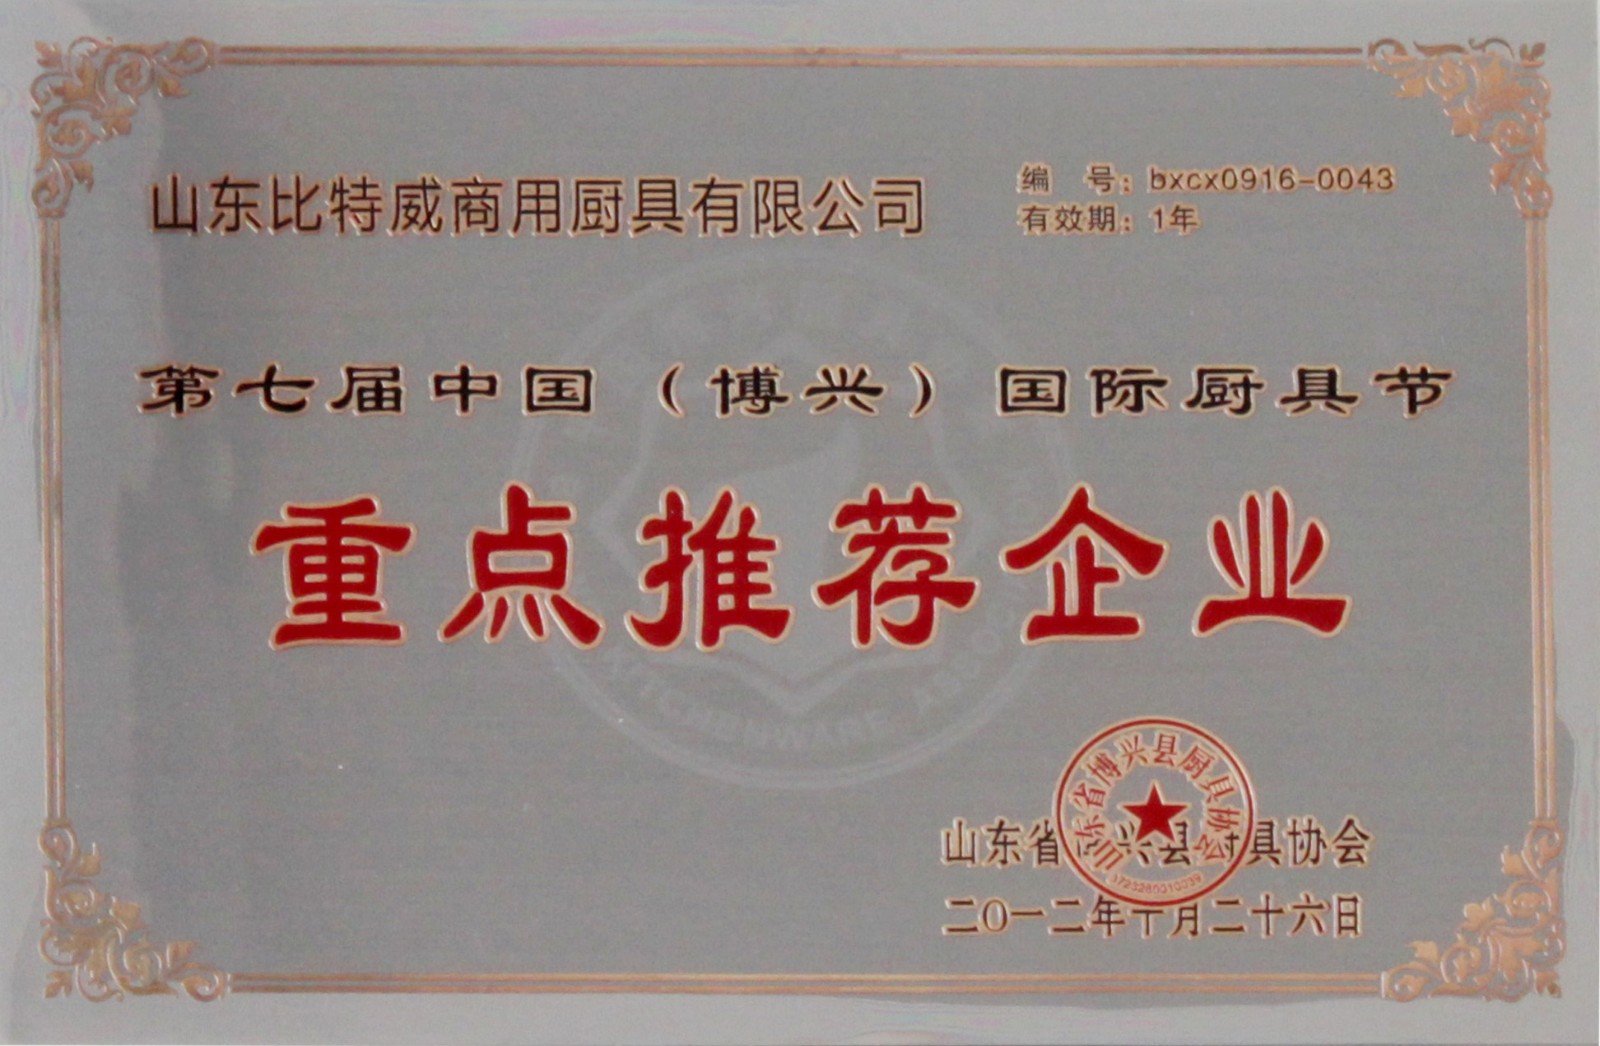 山东比特威商用厨具有限公司
编 号：bxcx0916-0043
有效期：1年
第七届中国（博兴）国际厨具节
重点推荐企业
山东省博兴县厨具协会
山东省博兴县厨具协会
二〇一二年十月二十六日
KITCHENWARE